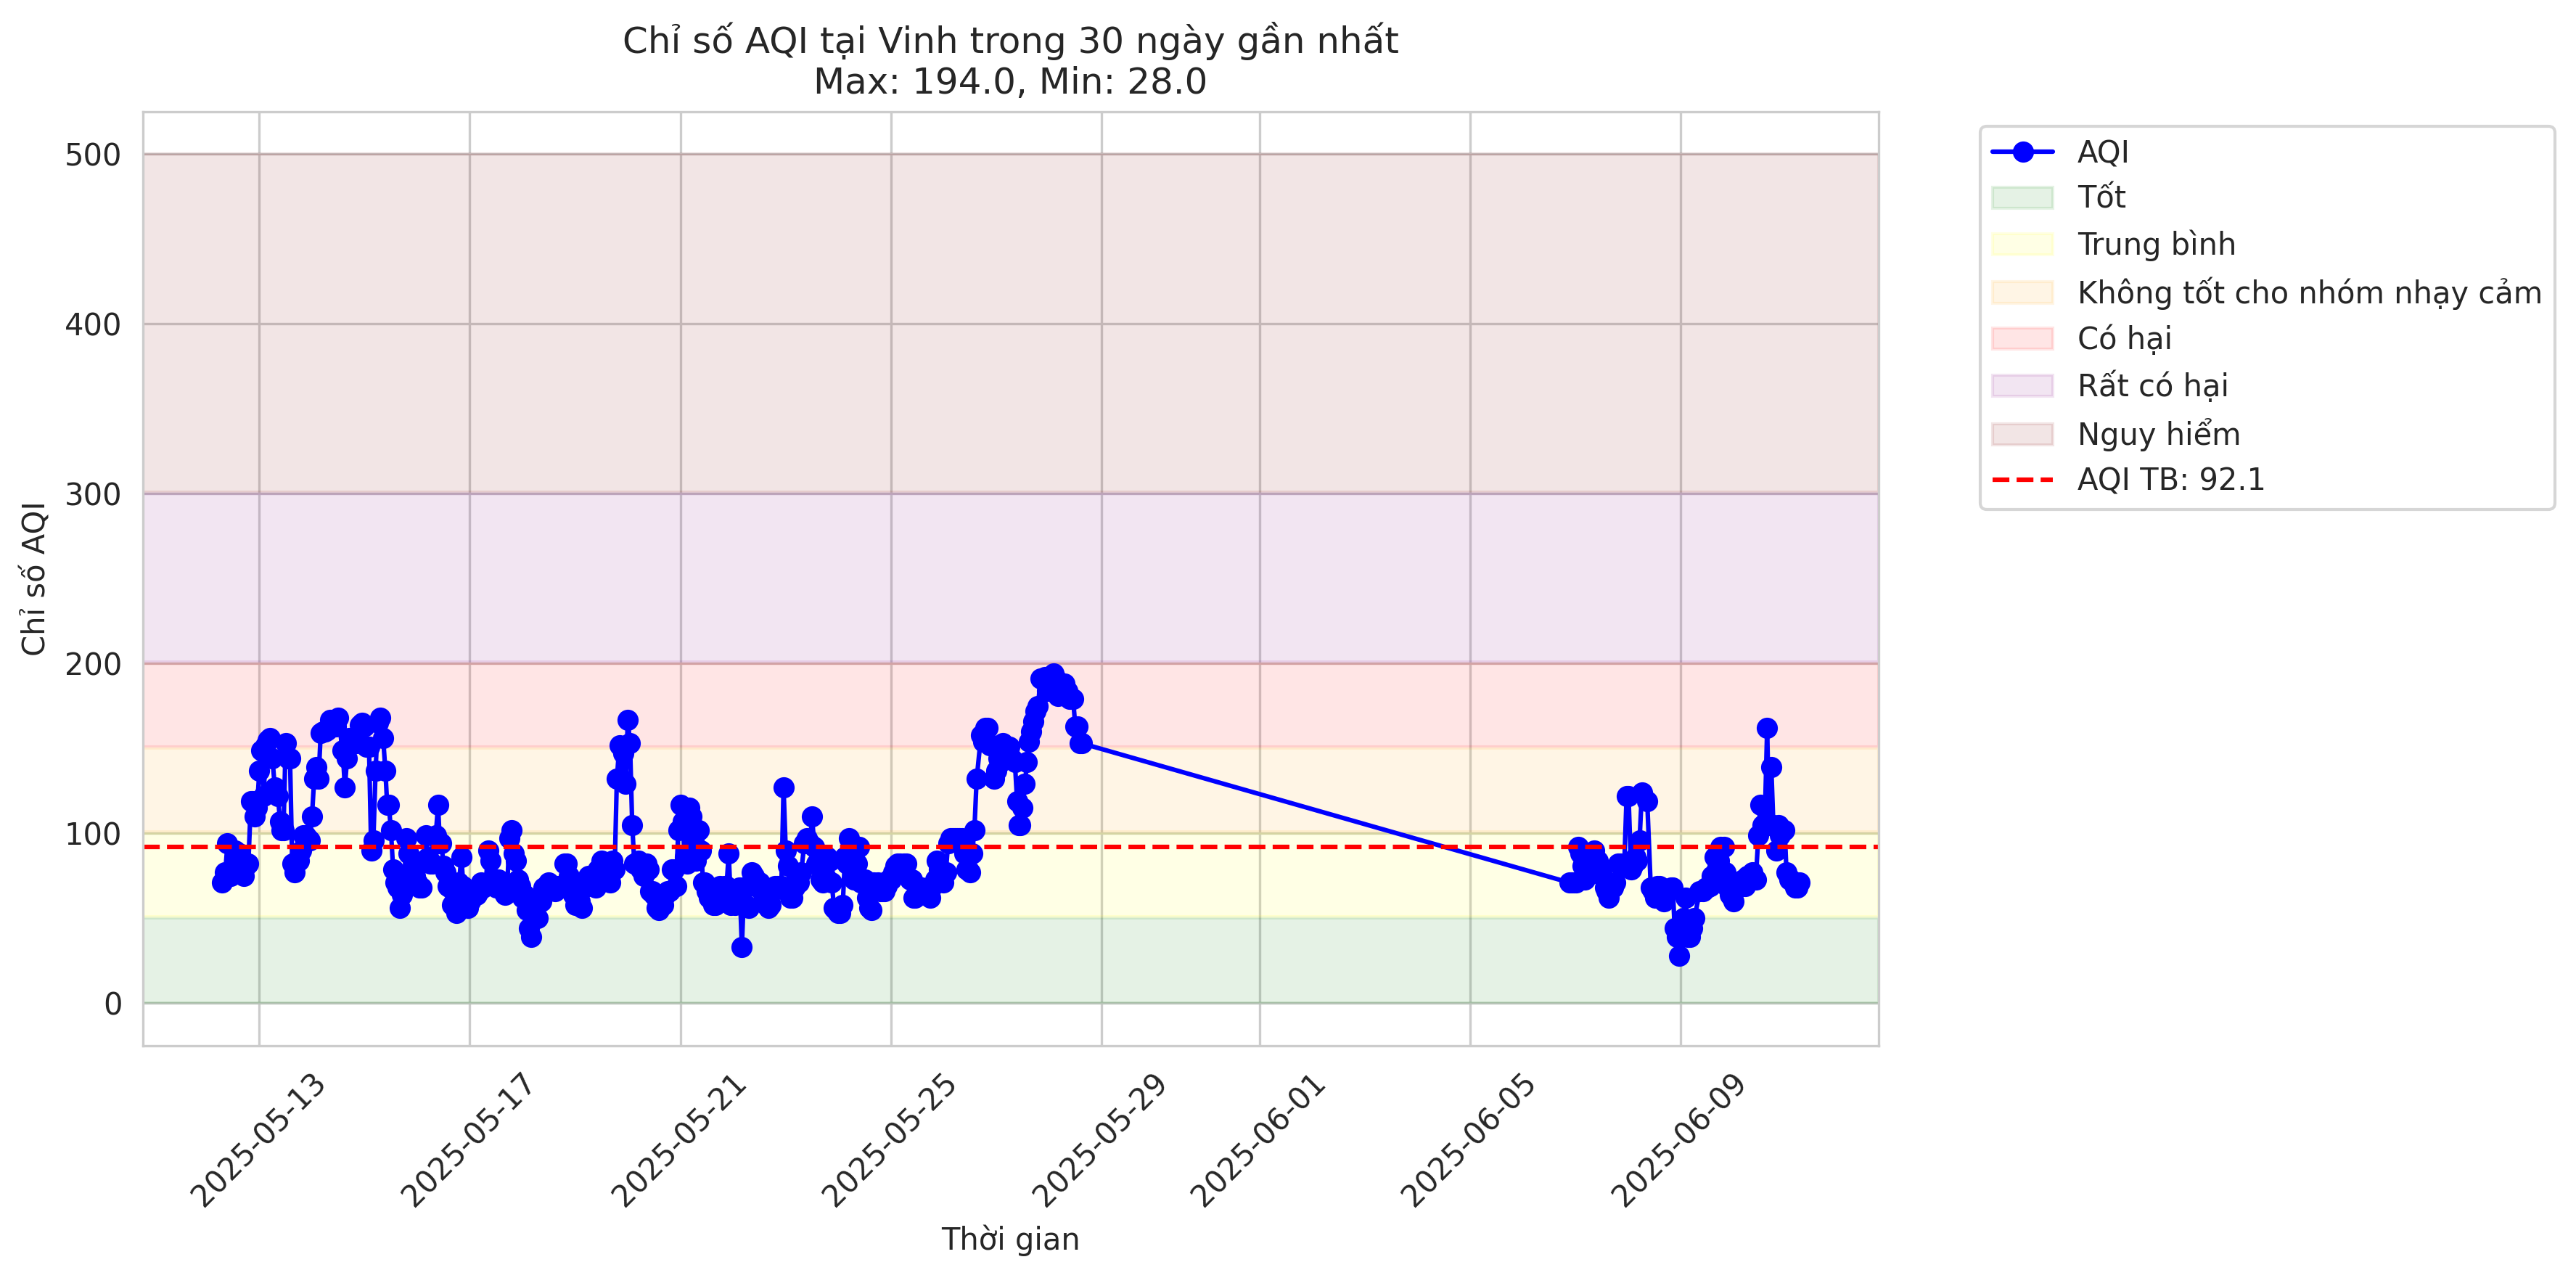 Chỉ số AQI tại Vinh trong 30 ngày gần nhất
Max: 194.0, Min: 28.0
Chỉ số AQI
500
400
300
200
100
0
2025-05-13
2025-05-17
2025-05-21
2025-05-25
2025-05-29
2025-06-01
2025-06-05
2025-06-09
Thời gian
AQI
Tốt
Trung bình
Không tốt cho nhóm nhạy cảm
Có hại
Rất có hại
Nguy hiểm
AQI TB: 92.1